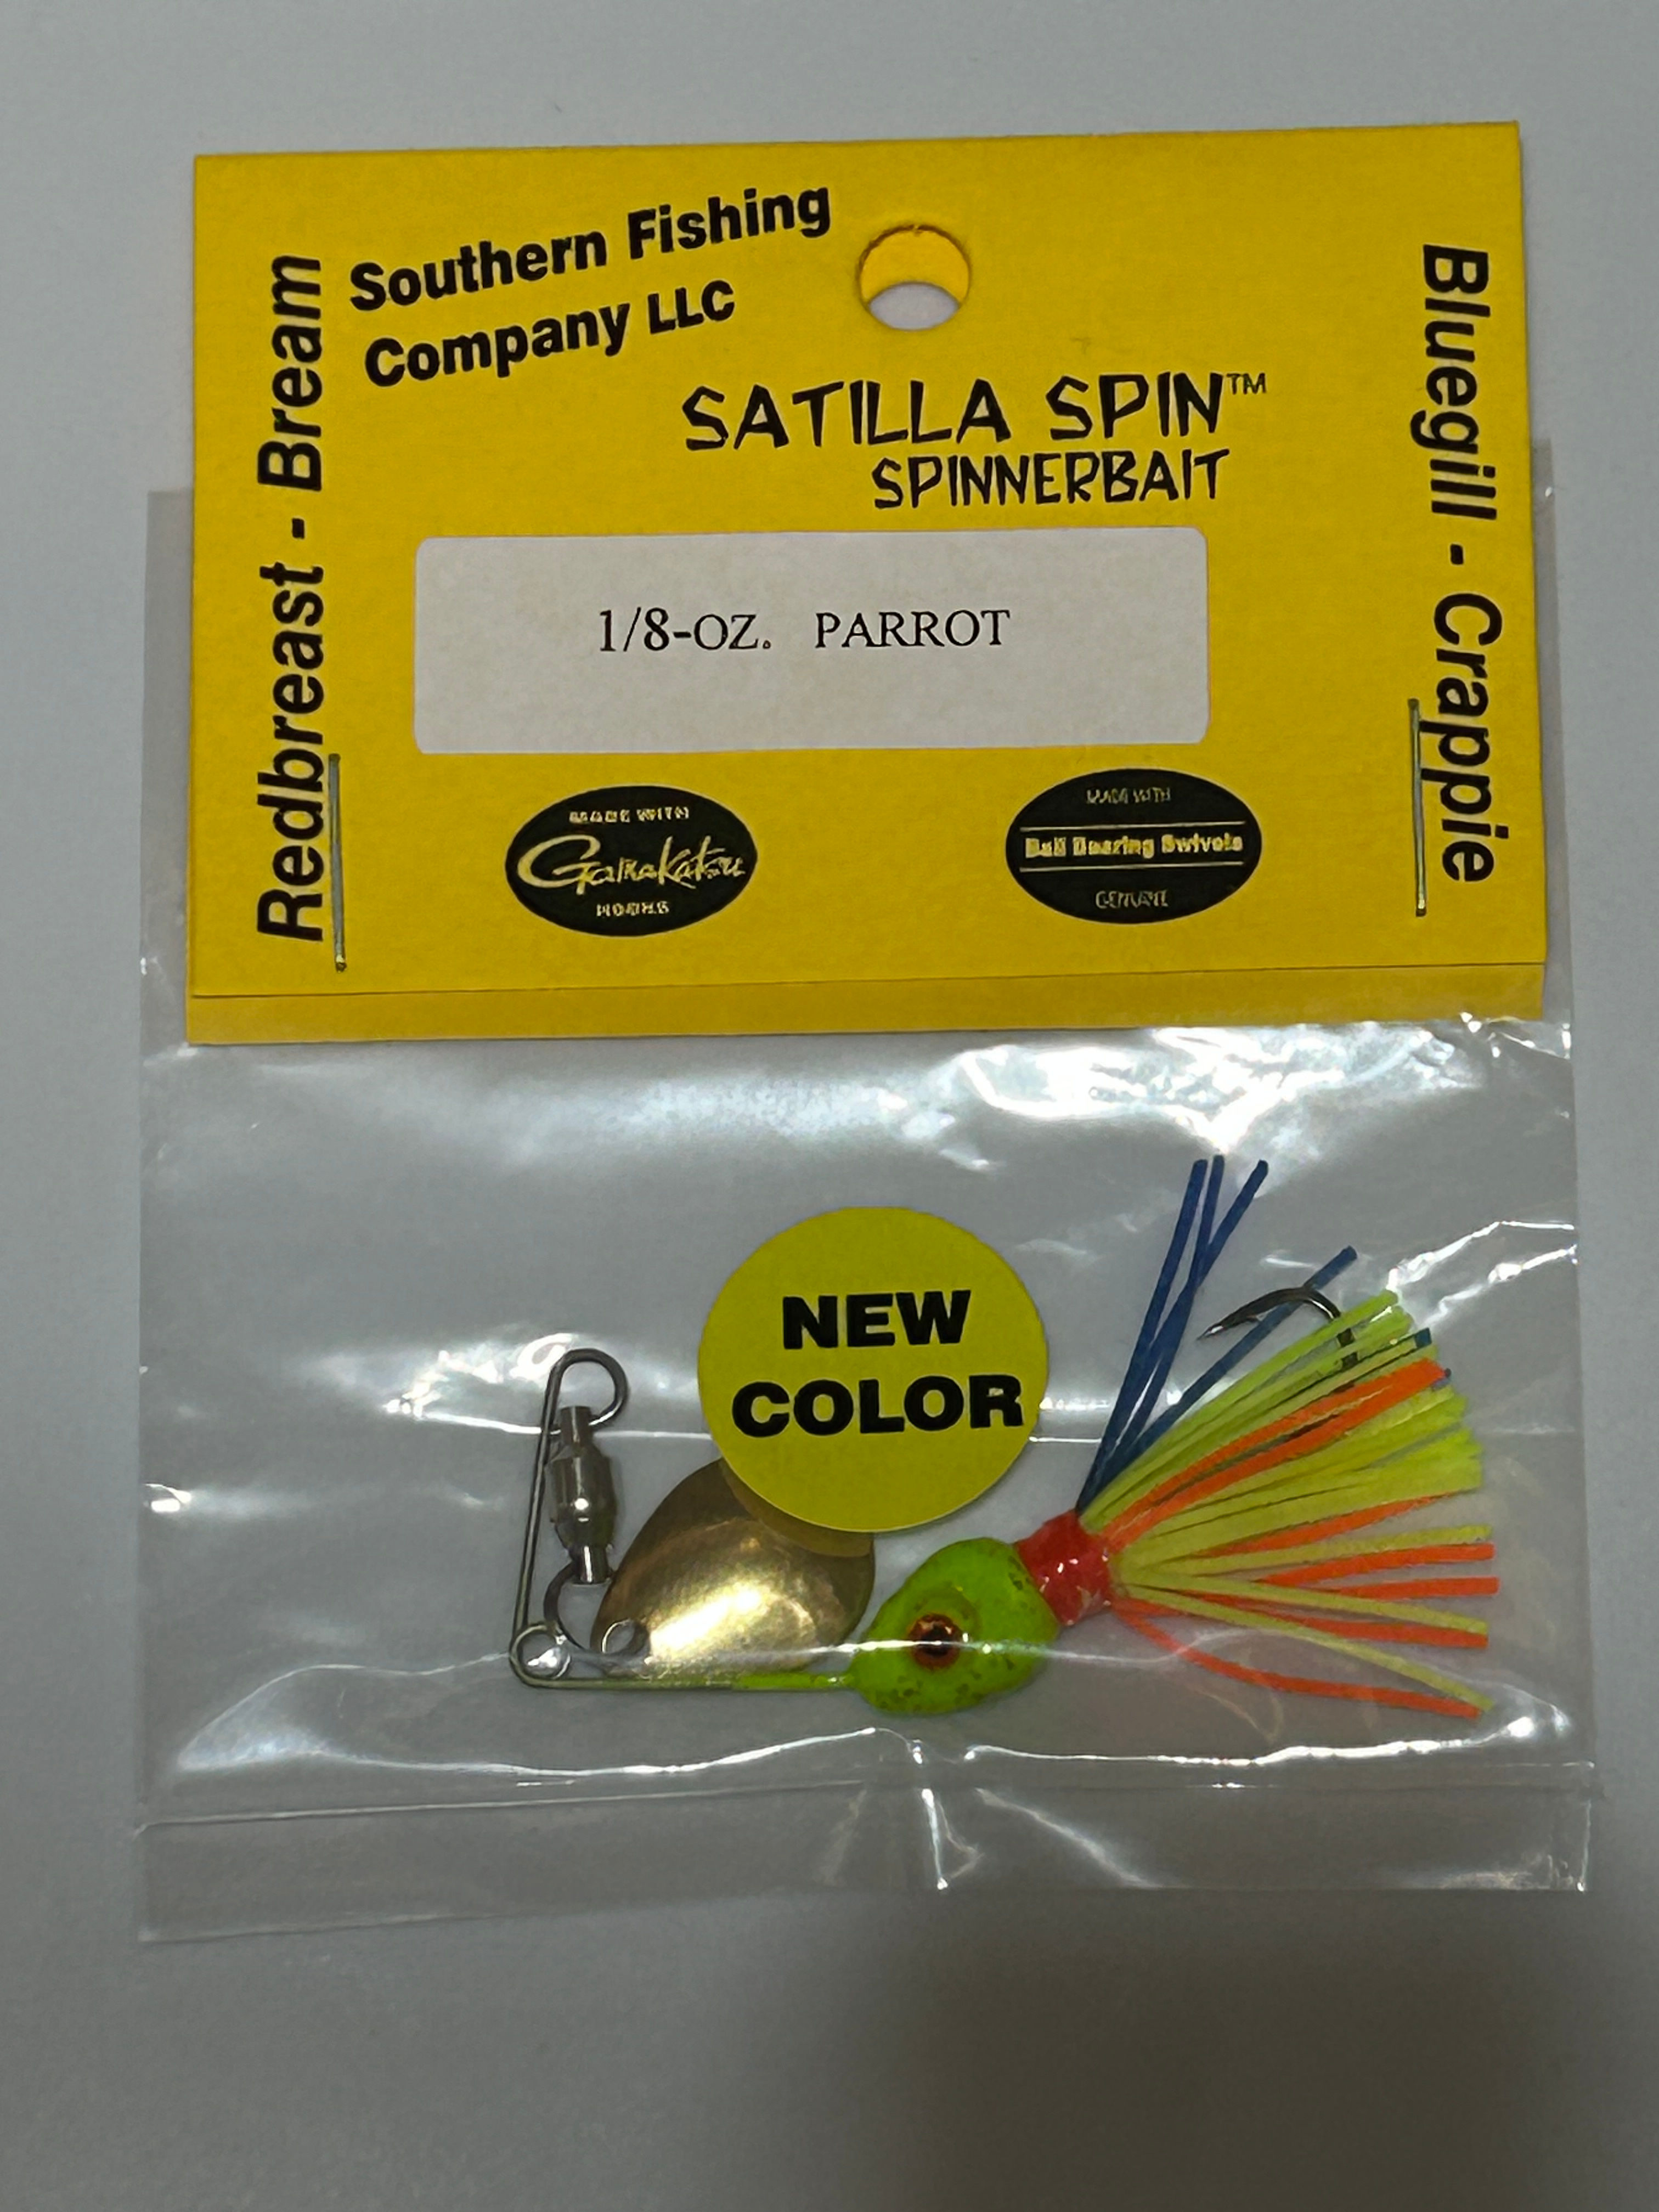 Southern Fishing
Company LLC
SATILLA SPIN™
SPINNERBAIT
Redbreast - Bream
Bluegill - Crappie
1/8-OZ. PARROT
MADE WITH
Gamakatsu
HOOKS
MADE WITH
Ball Bearing Swivels
GENUINE
NEW
COLOR